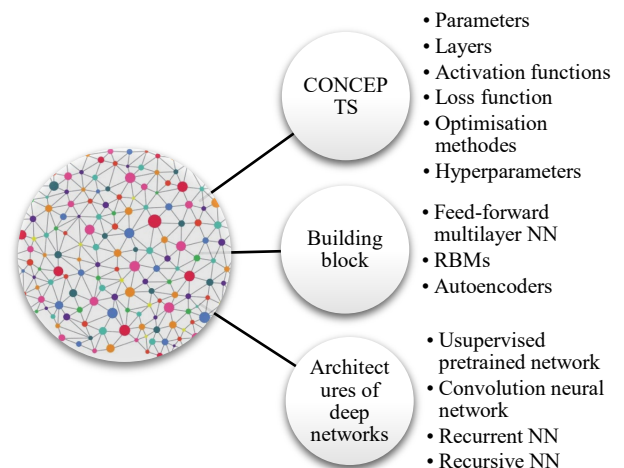 CONCEP
TS
• Parameters
• Layers
• Activation functions
• Loss function
• Optimisation
methodes
• Hyperparameters
Building
block
• Feed-forward
multilayer NN
• RBMs
• Autoencoders
Architect
ures of
deep
networks
• Usupervised
pretrained network
• Convolution neural
network
• Recurrent NN
• Recursive NN